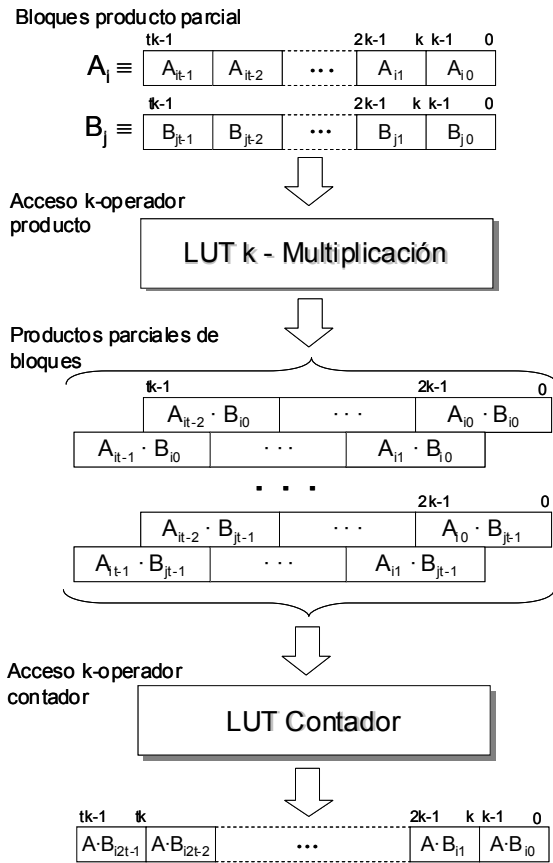 Bloques producto parcial
tk-1 2k-1 k k-1 0
Ai ≡ Ait-1 Ait-2 ... Ai1 Ai0
tk-1 2k-1 k k-1 0
Bj ≡ Bjt-1 Bjt-2 ... Bj1 Bj0
Acceso k-operador
producto
LUT k - Multiplicación
Productos parciales de
bloques
tk-1 2k-1 0
Ait-2 · Bi0 ... Ai0 · Bi0
Ait-1 · Bi0 ... Ai1 · Bi0
...
2k-1 0
Ait-2 · Bjt-1 ... Ai0 · Bjt-1
Ait-1 · Bjt-1 ... Ai1 · Bjt-1
Acceso k-operador
contador
LUT Contador
tk-1 tk 2k-1 k k-1 0
A·Bi2t-1 A·Bi2t-2 ... A·Bi1 A·Bi0